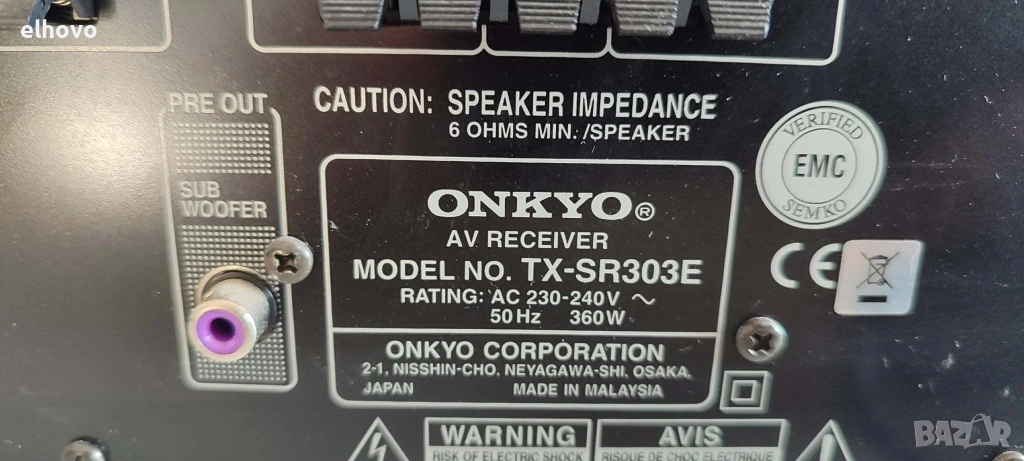 elhovo
PRE OUT
SUB
WOOFER
CAUTION: SPEAKER IMPEDANCE
6 OHMS MIN. /SPEAKER
VERIFIED
EMC
SEMKO
ONKYO®
AV RECEIVER
MODEL NO. TX-SR303E
RATING: AC 230-240V ~
50Hz 360W
CE
ONKYO CORPORATION
2-1, NISSHIN-CHO, NEYAGAWA-SHI, OSAKA,
JAPAN MADE IN MALAYSIA
WARNING
RISK OF ELECTRIC SHOCK
AVIS
RISQUE DE CHOC ELECTRIQUE
BAZAR